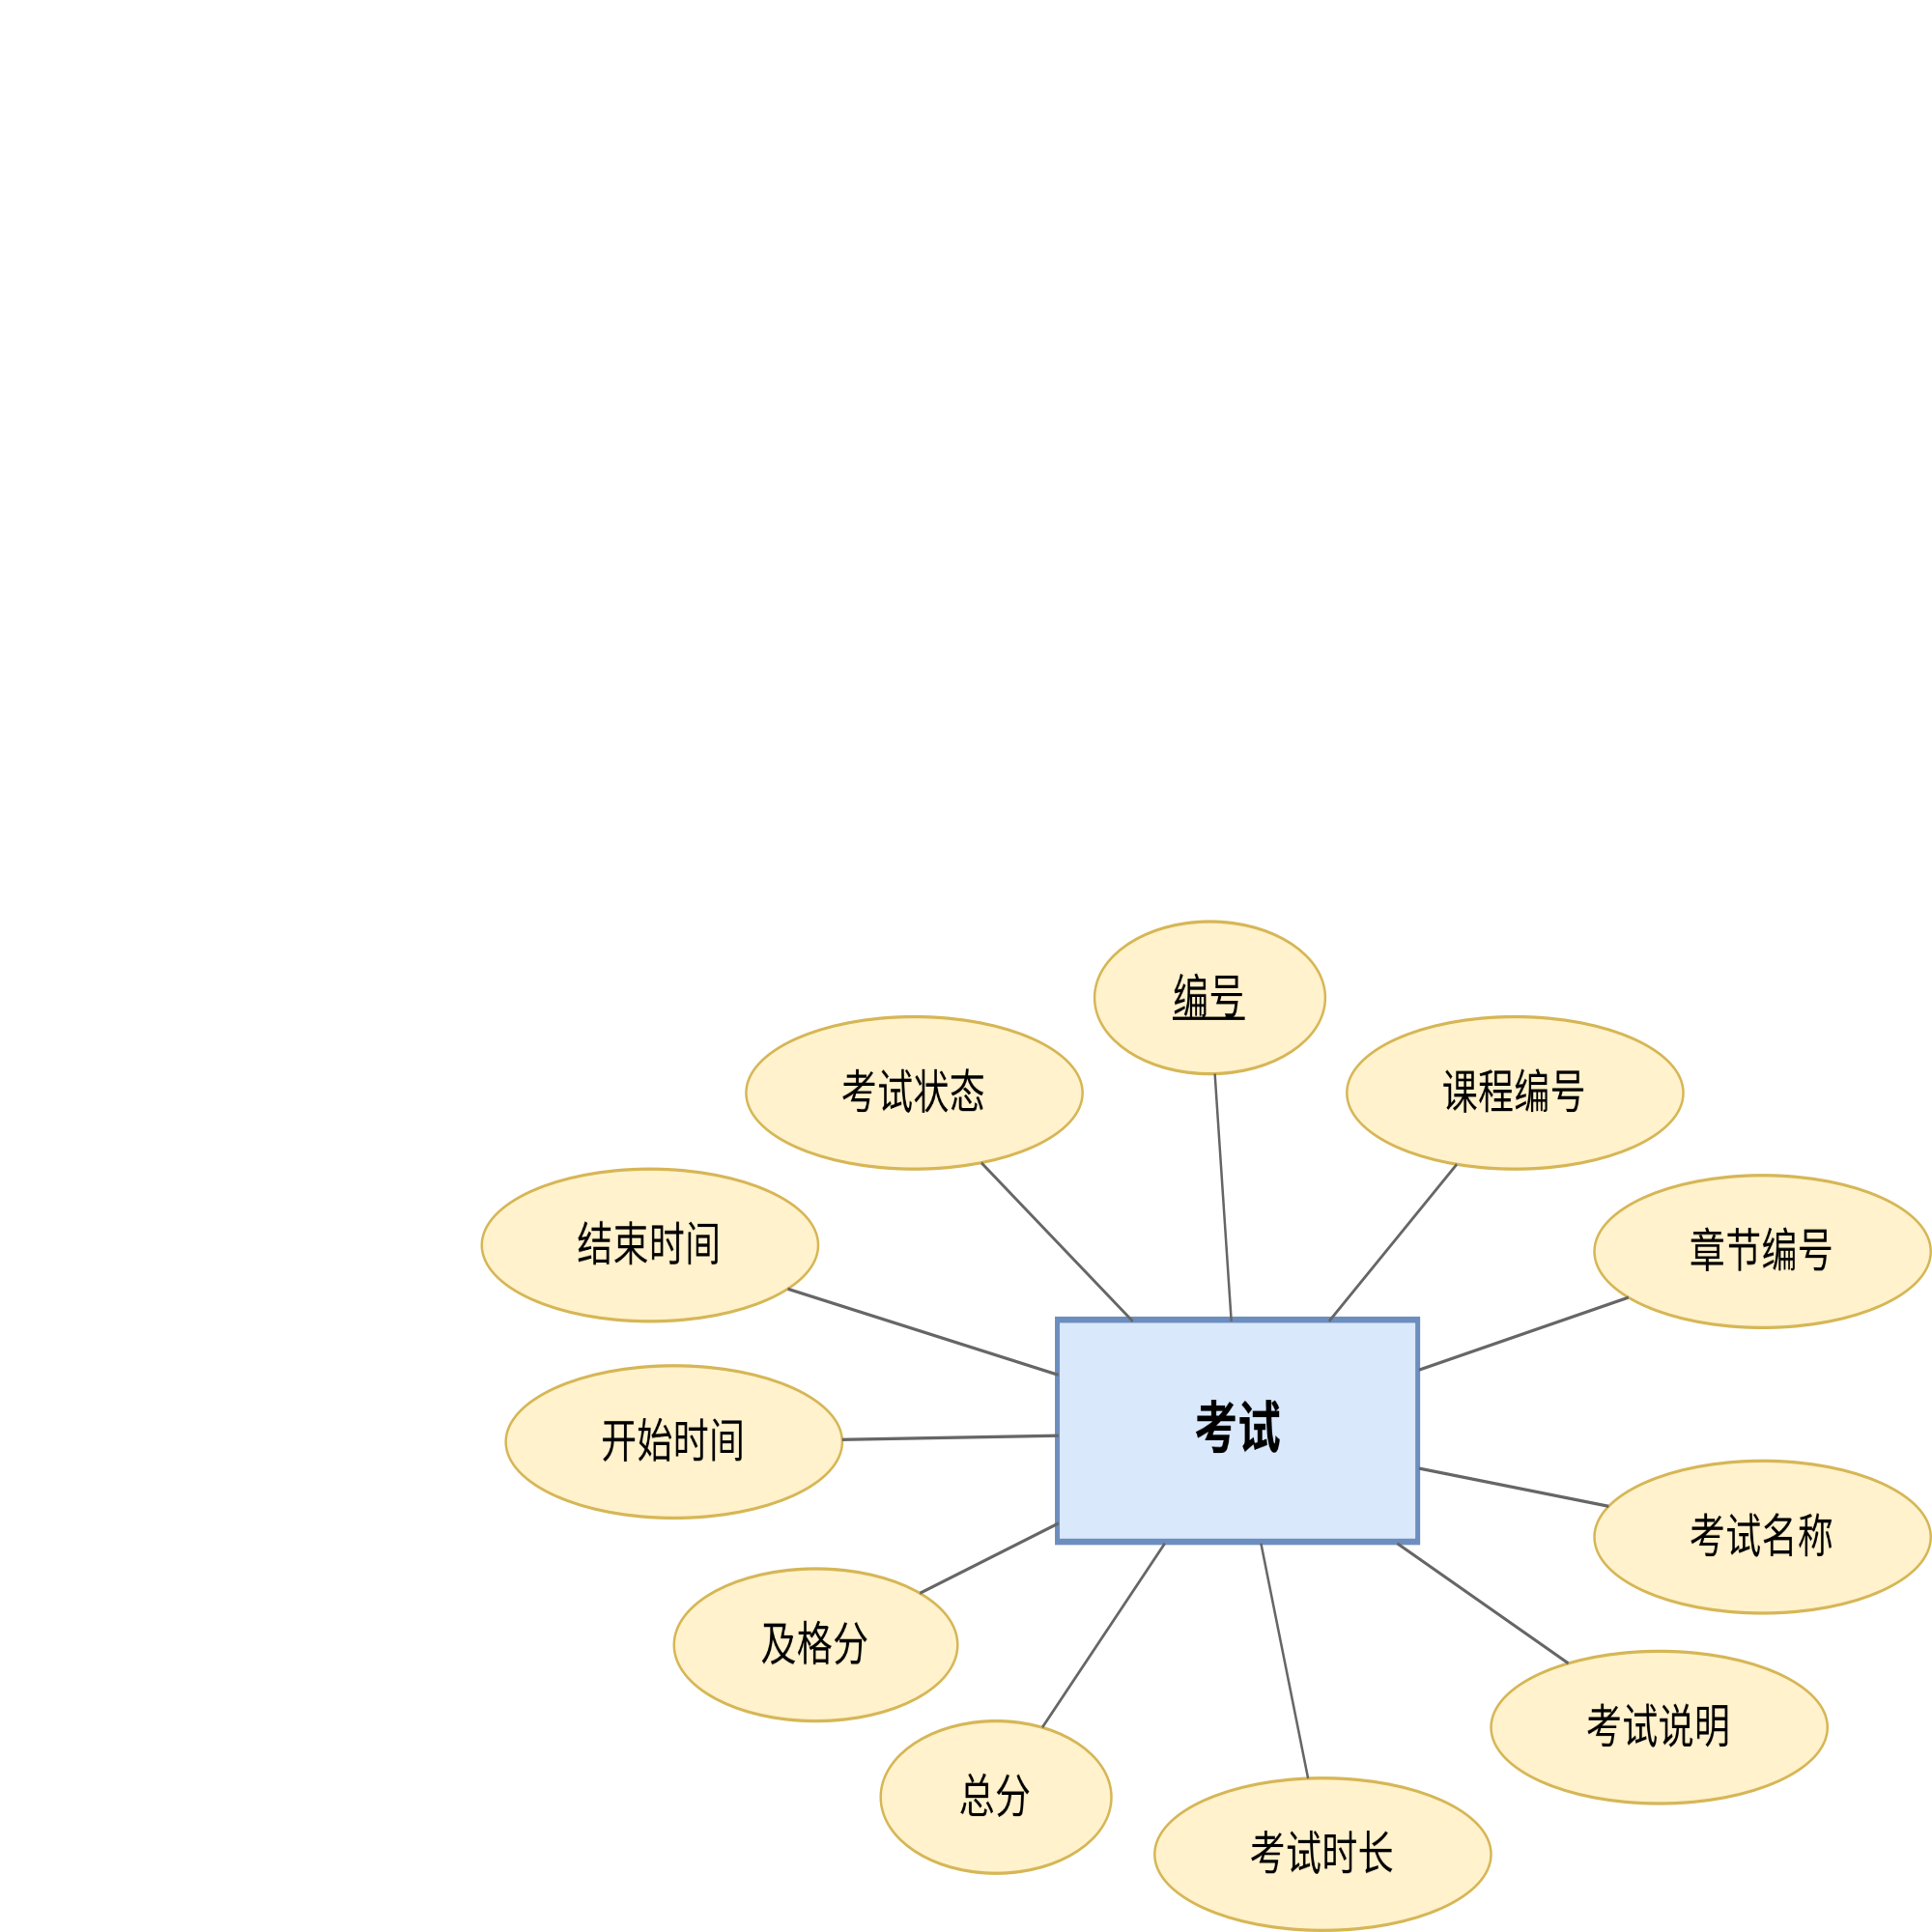 编号
考试状态
课程编号
结束时间
章节编号
考试
开始时间
考试名称
及格分
考试说明
总分
考试时长